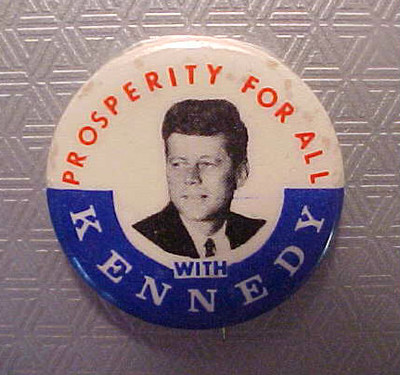 PROSPERITY FOR ALL
WITH
KENNEDY